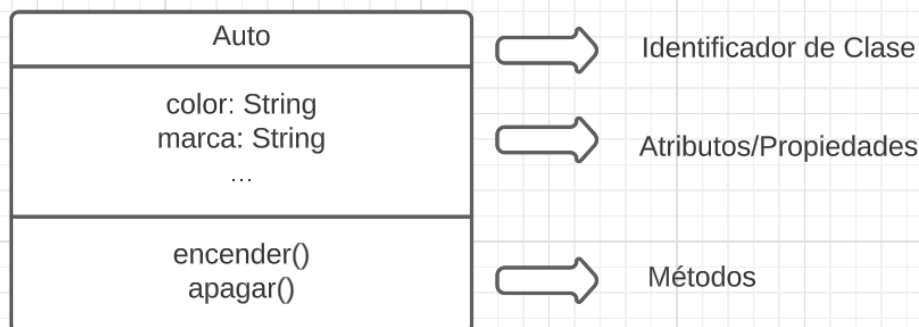 Auto
Identificador de Clase
color: String
marca: String
...
Atributos/Propiedades
encender()
apagar()
Métodos